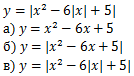 y = |x² − 6|x| + 5|
а) y = x² − 6x + 5
б) y = |x² − 6x + 5|
в) y = |x² − 6|x| + 5|